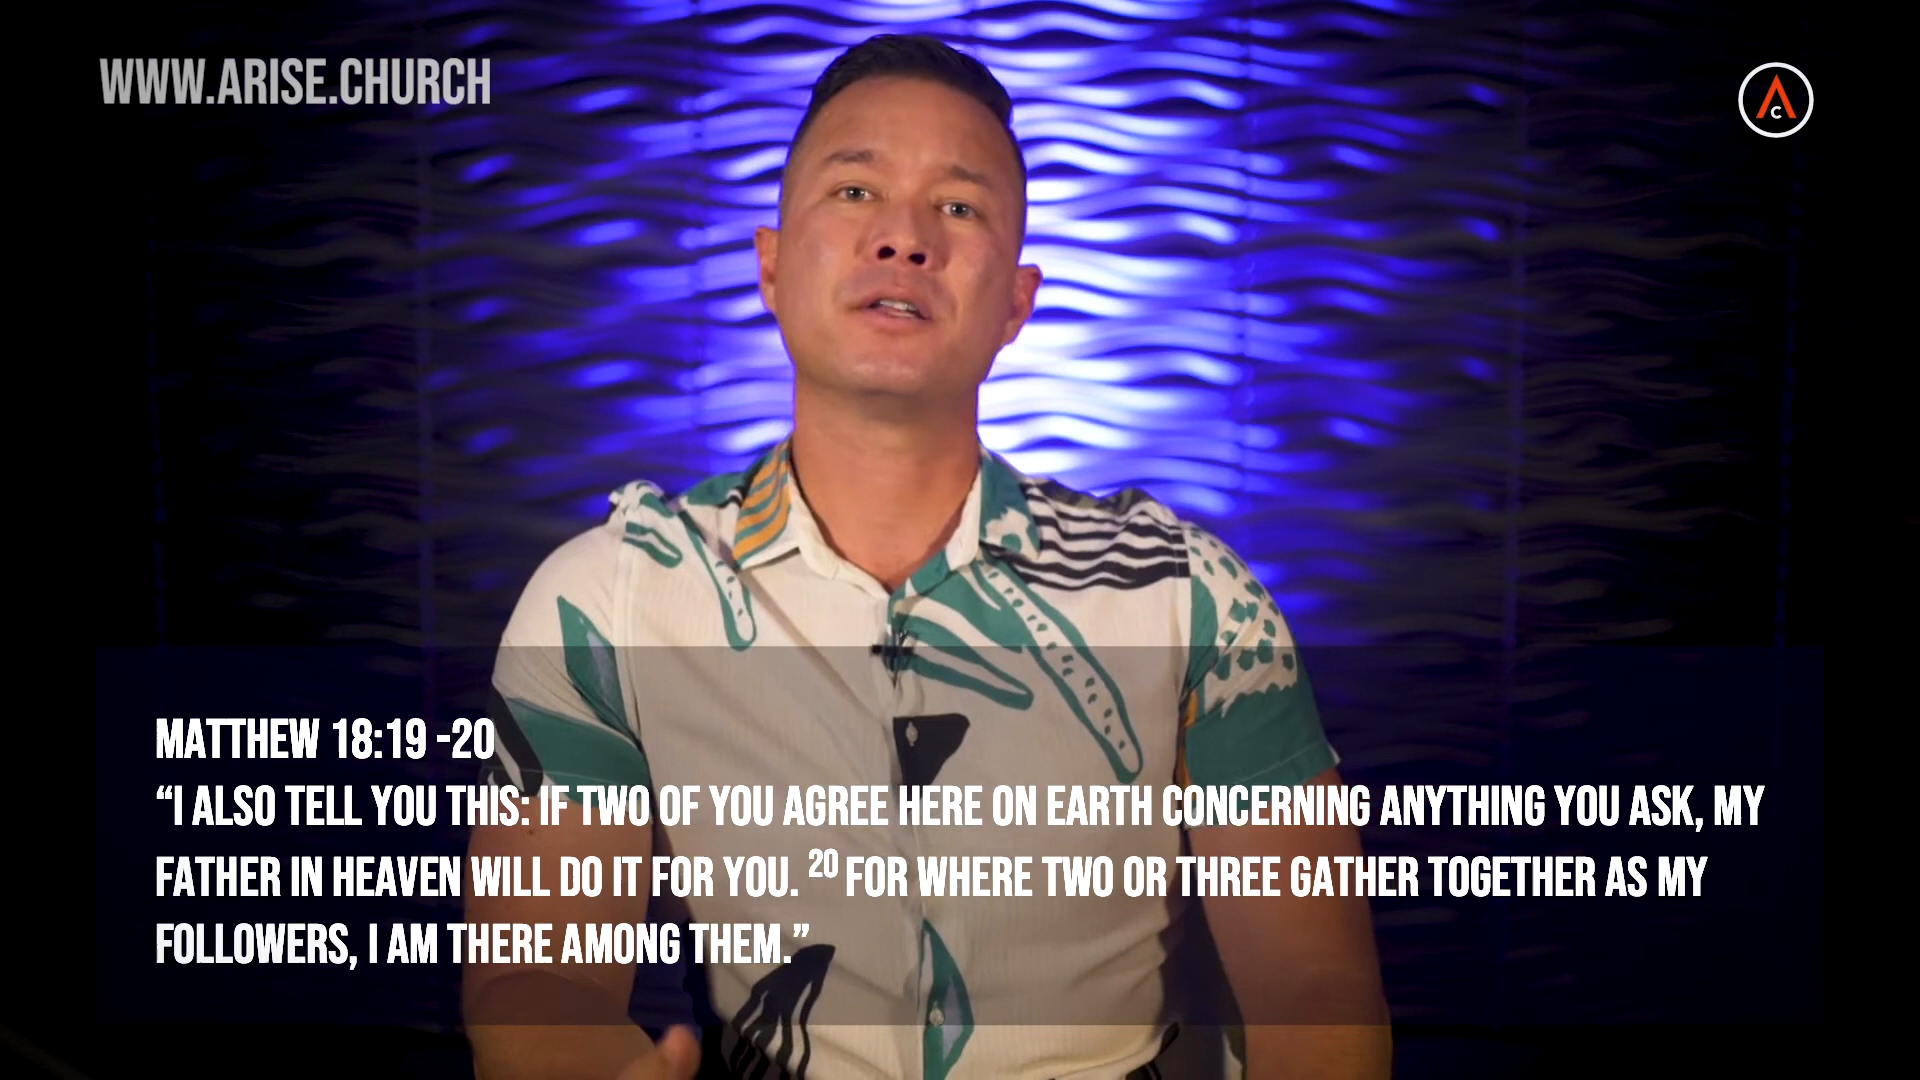 WWW.ARISE.CHURCH
AC
MATTHEW 18:19 -20
“I ALSO TELL YOU THIS: IF TWO OF YOU AGREE HERE ON EARTH CONCERNING ANYTHING YOU ASK, MY
FATHER IN HEAVEN WILL DO IT FOR YOU. 20 FOR WHERE TWO OR THREE GATHER TOGETHER AS MY
FOLLOWERS, I AM THERE AMONG THEM.”